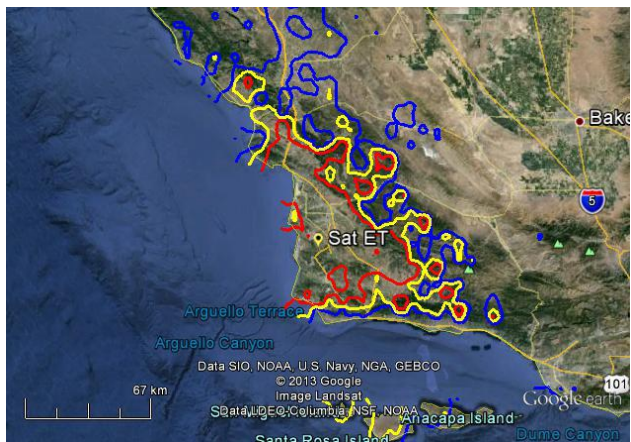 Bake
5
Sat ET
Arguello Terrace
Arguello Canyon
Data SIO, NOAA, U.S. Navy, NGA, GEBCO
© 2013 Google
Image Landsat
67 km
101
Google earth
Data LDEO-Columbia, NSF, NOAA
Anacapa Island
Santa Rosa Island
Dume Canyon